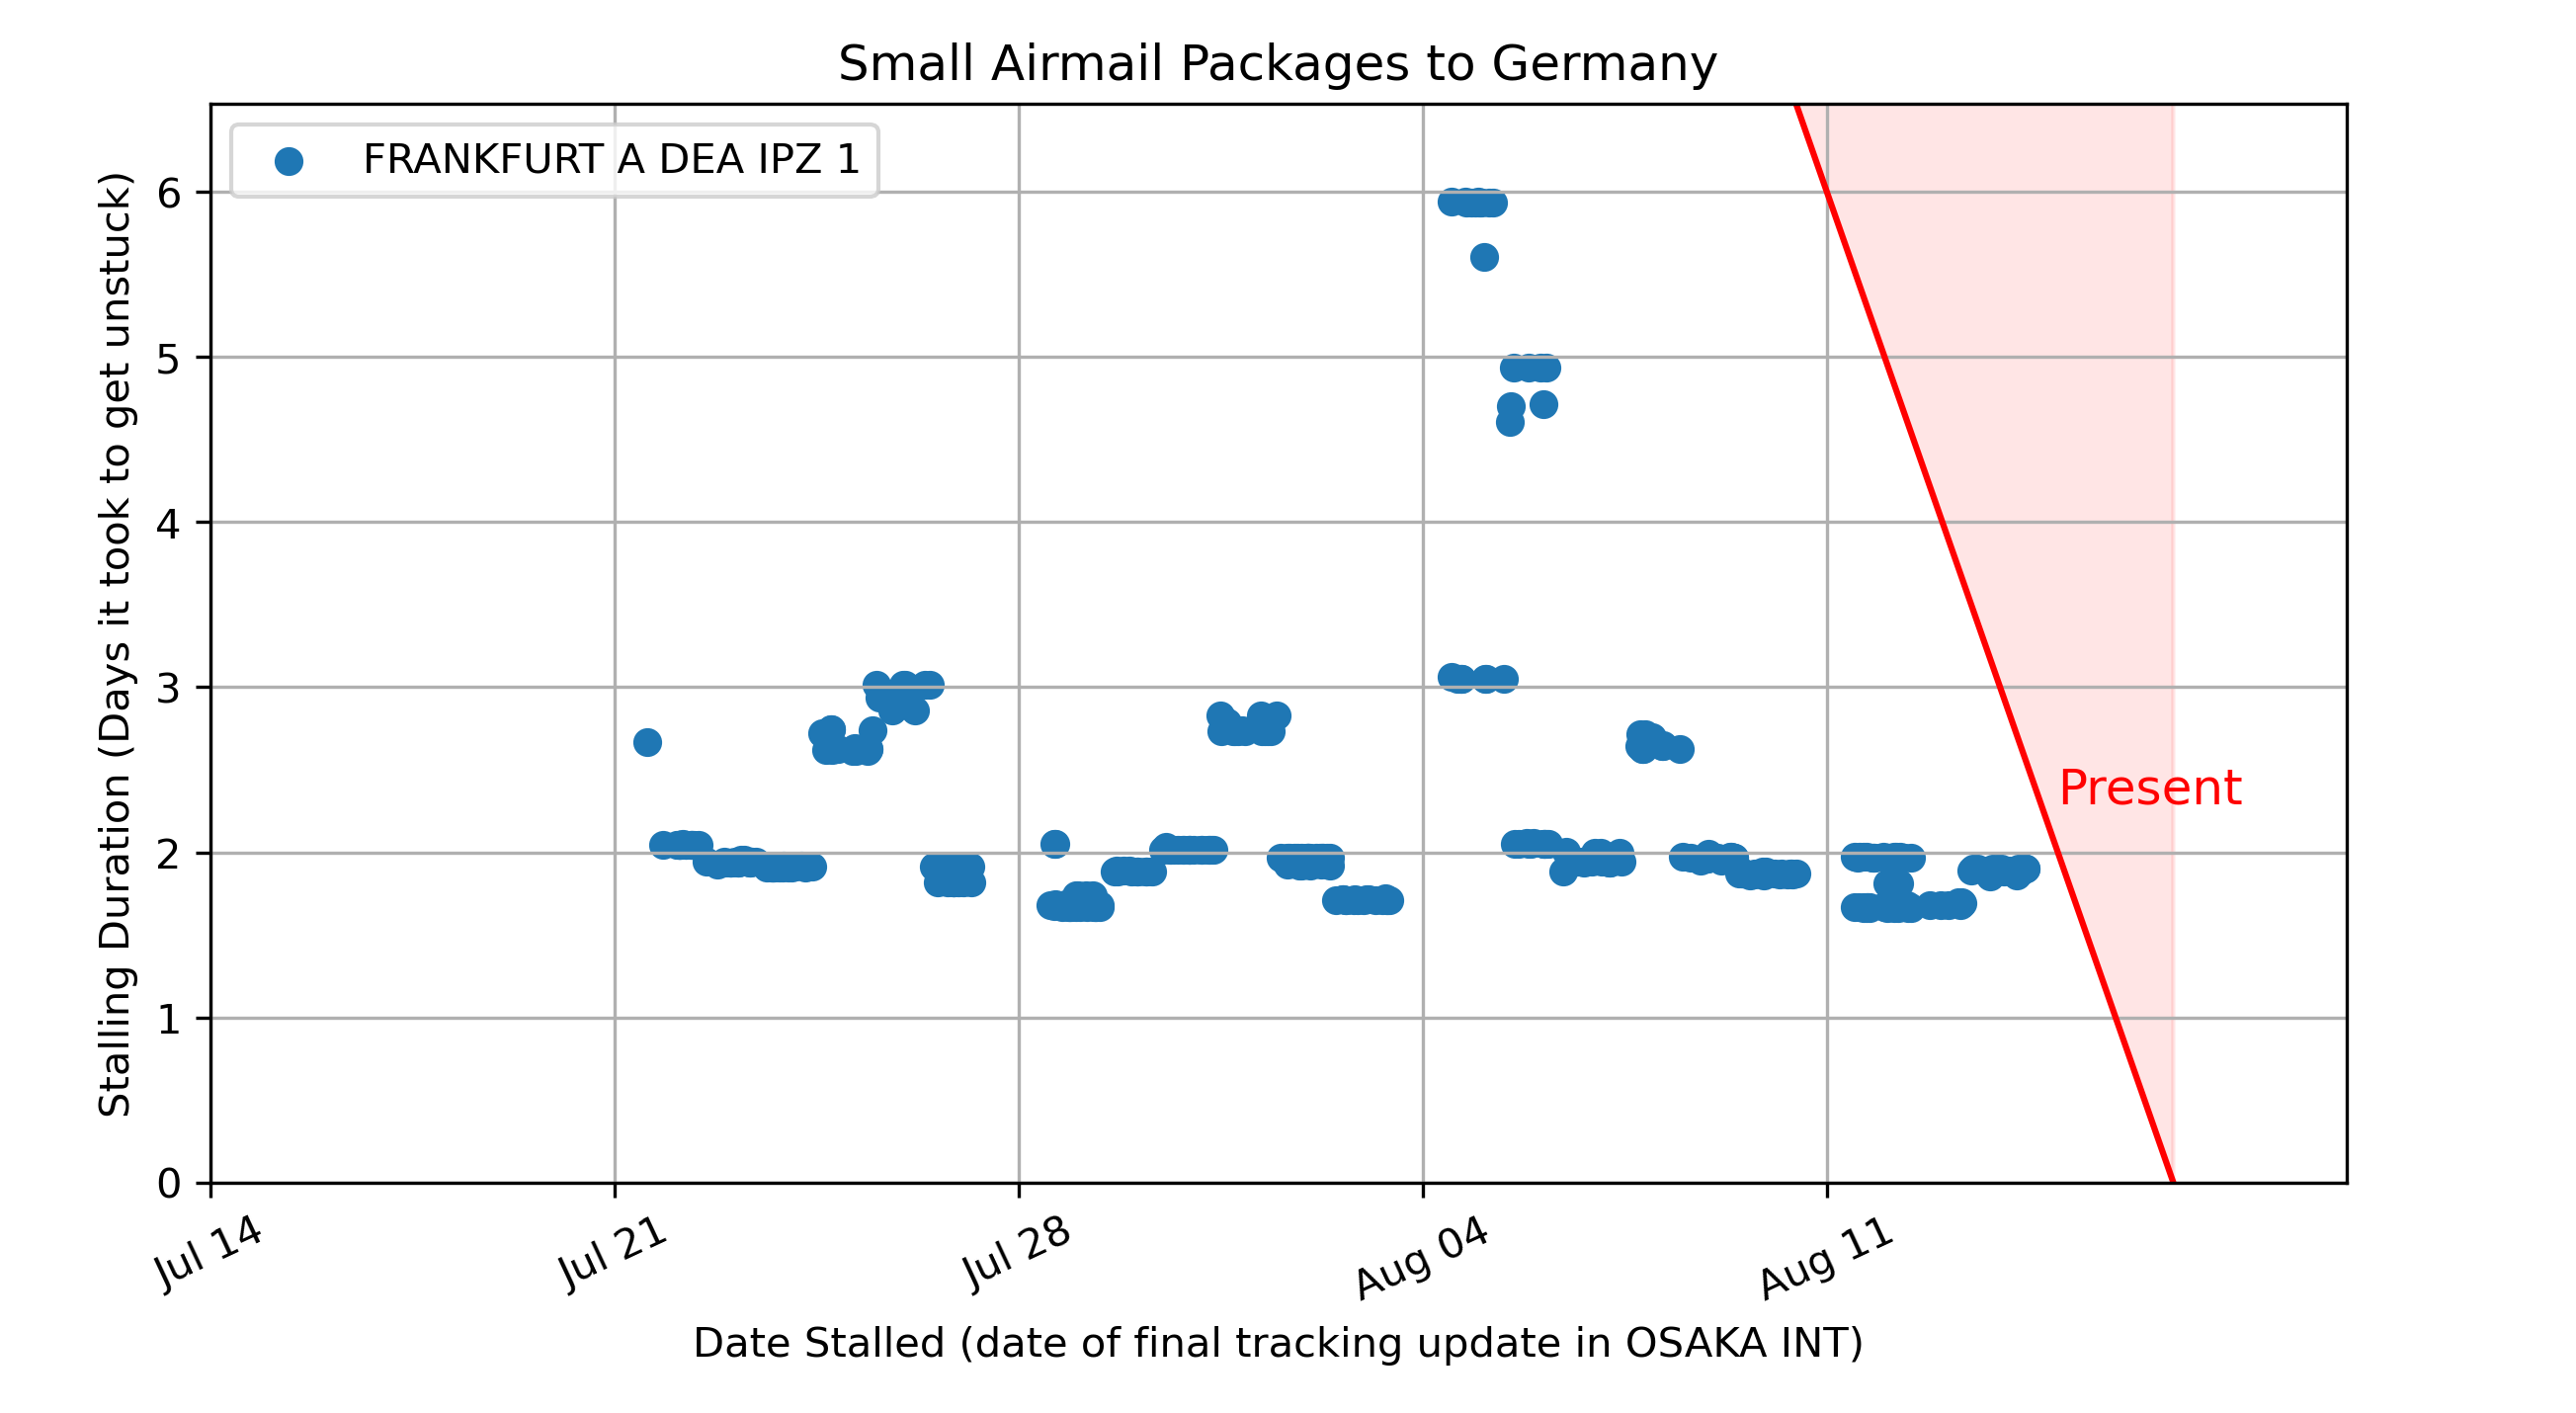 Small Airmail Packages to Germany
FRANKFURT A DEA IPZ 1
Stalling Duration (Days it took to get unstuck)
6
5
4
3
2
1
0
Present
Jul 14
Jul 21
Jul 28
Aug 04
Aug 11
Date Stalled (date of final tracking update in OSAKA INT)